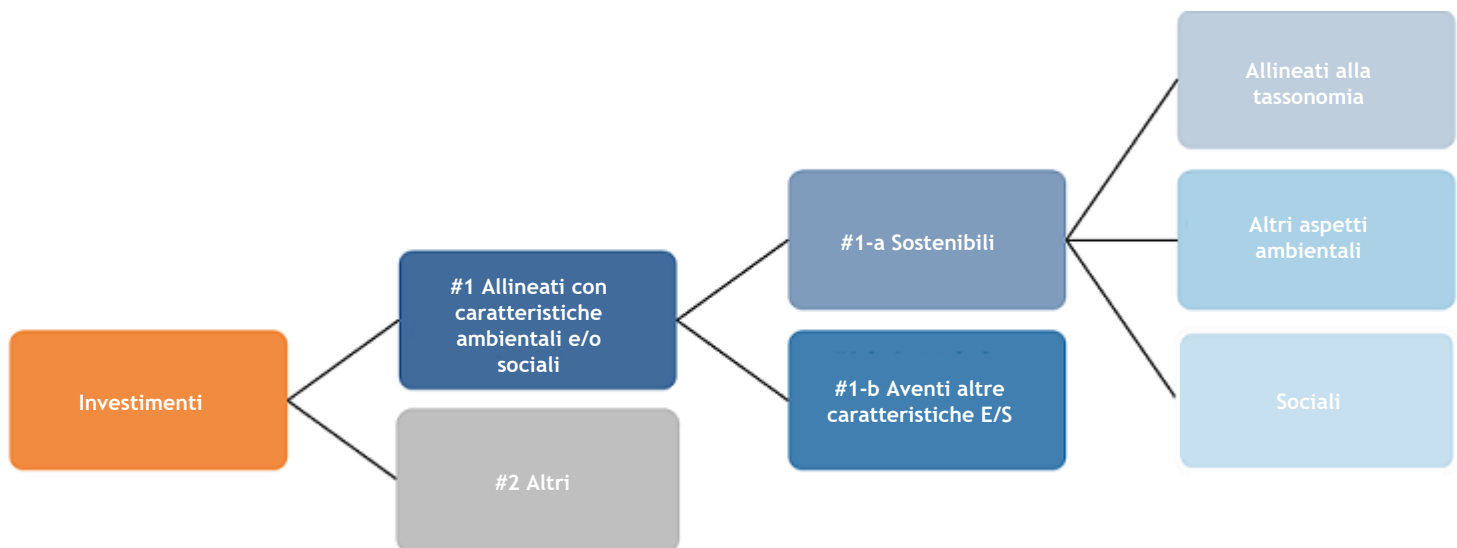 Investimenti
#1 Allineati con
caratteristiche
ambientali e/o
sociali
#2 Altri
#1-a Sostenibili
#1-b Aventi altre
caratteristiche E/S
Allineati alla
tassonomia
Altri aspetti
ambientali
Sociali